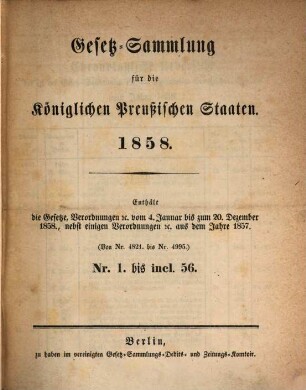 Gesetz-Sammlung
für die
Königlichen Preußischen Staaten.
1858.
Enthält
die Gesetze, Verordnungen ꝛc. vom 4. Januar bis zum 20. Dezember
1858., nebst einigen Verordnungen ꝛc. aus dem Jahre 1857.
(Von Nr. 4821. bis Nr. 4995.)
Nr. 1. bis incl. 56.
Berlin,
zu haben im vereinigten Gesetz-Sammlungs-Debits- und Zeitungs-Komtoir.